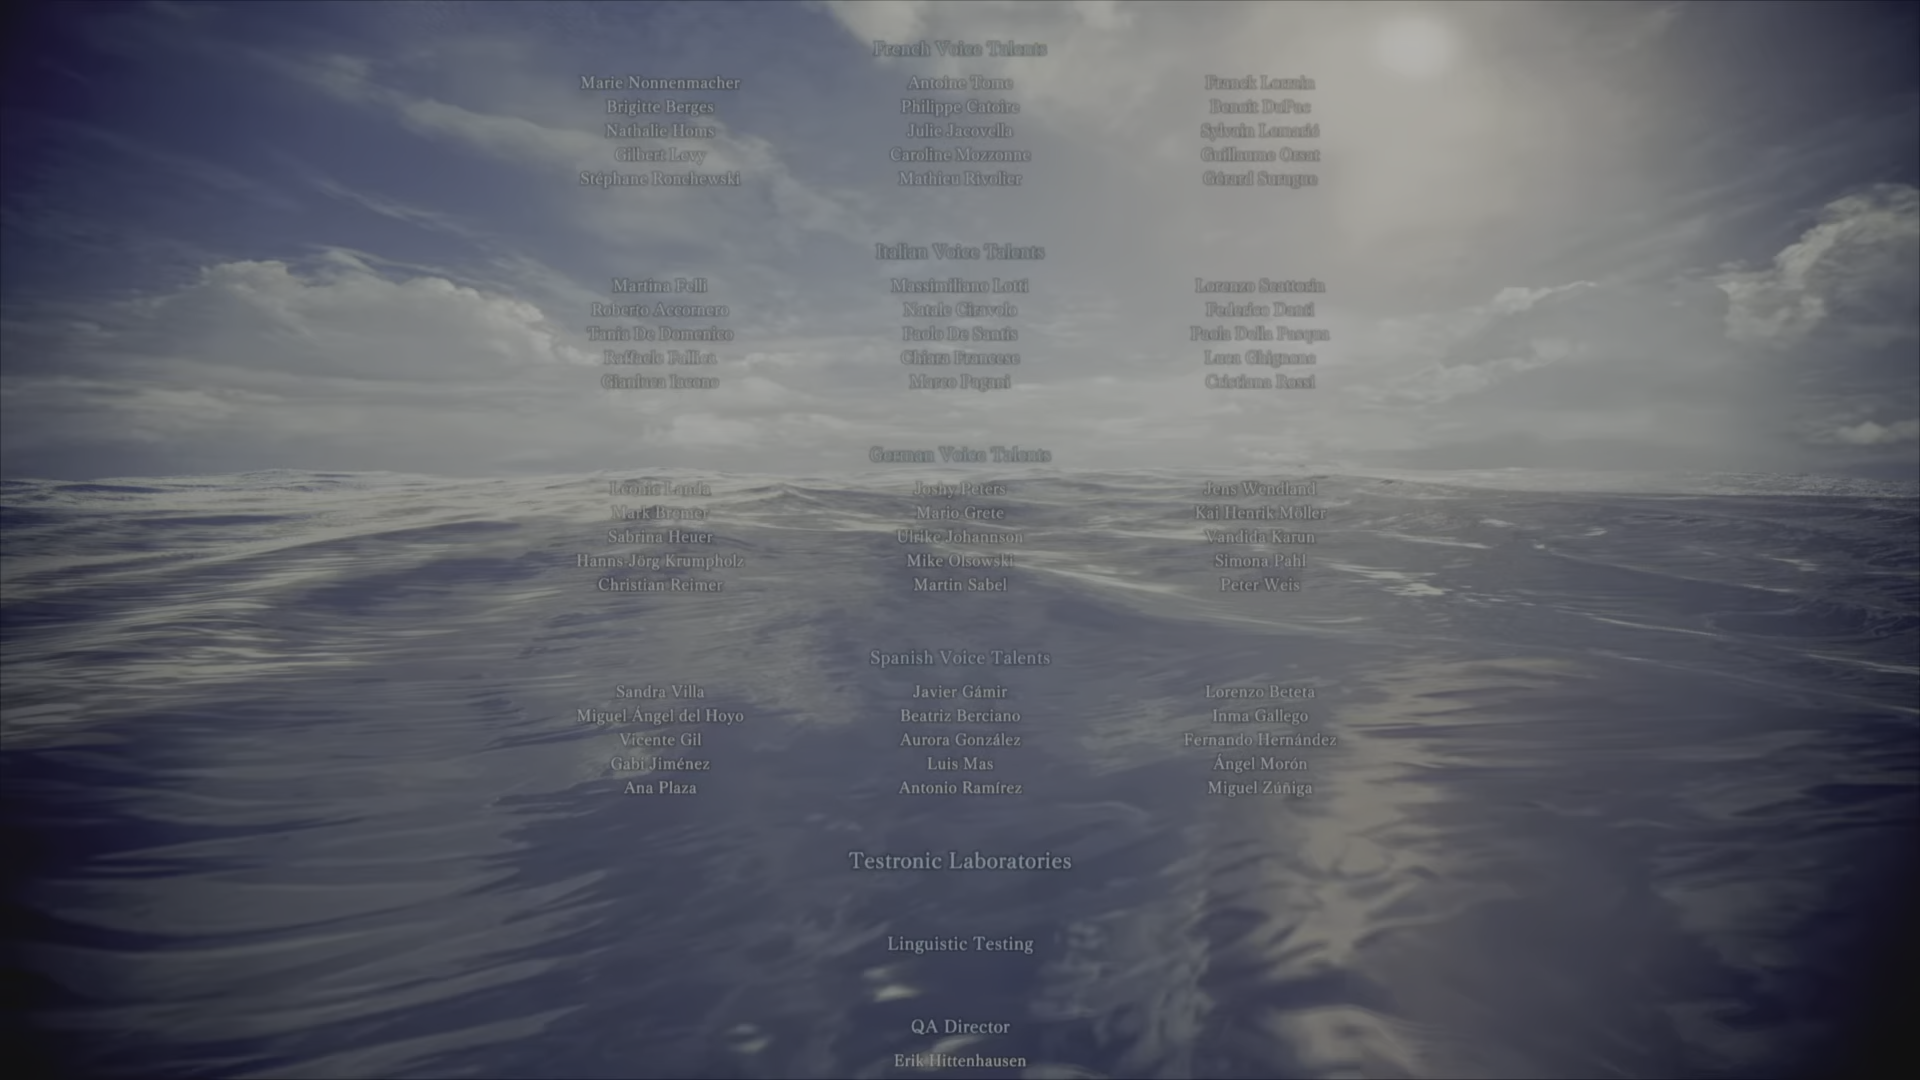 French Voice Talents
Marie Nonnenmacher Antoine Tome Franck Lorrain
Brigitte Berges Philippe Catoire Benoit DuPac
Nathalie Homs Julie Jacovella Sylvain Lemarié
Gilbert Levy Caroline Mozzone Guillaume Orsat
Stéphane Ronchewski Mathieu Rivolier Gérard Surugue
Italian Voice Talents
Martina Felli Massimiliano Lotti Lorenzo Scattorin
Roberto Accornero Natale Ciravolo Federico Danti
Tania De Domenico Paolo De Santis Paola Della Pasqua
Raffaele Fallica Chiara Francese Luca Ghignone
Gianluca Iacono Marco Pagani Cristiana Rossi
German Voice Talents
Léonie Landa Joshy Peters Jens Wendland
Mark Bremer Mario Grete Kai Henrik Möller
Sabrina Heuer Ulrike Johannson Vandida Karun
Hanns-Jörg Krumpholz Mike Olsowski Simona Pahl
Christian Reimer Martin Sabel Peter Weis
Spanish Voice Talents
Sandra Villa Javier Gámir Lorenzo Beteta
Miguel Ángel del Hoyo Beatriz Berciano Inma Gallego
Vicente Gil Aurora González Fernando Hernández
Gabi Jiménez Luis Mas Ángel Morón
Ana Plaza Antonio Ramírez Miguel Zúñiga
Testronic Laboratories
Linguistic Testing
QA Director
Erik Hittenhausen